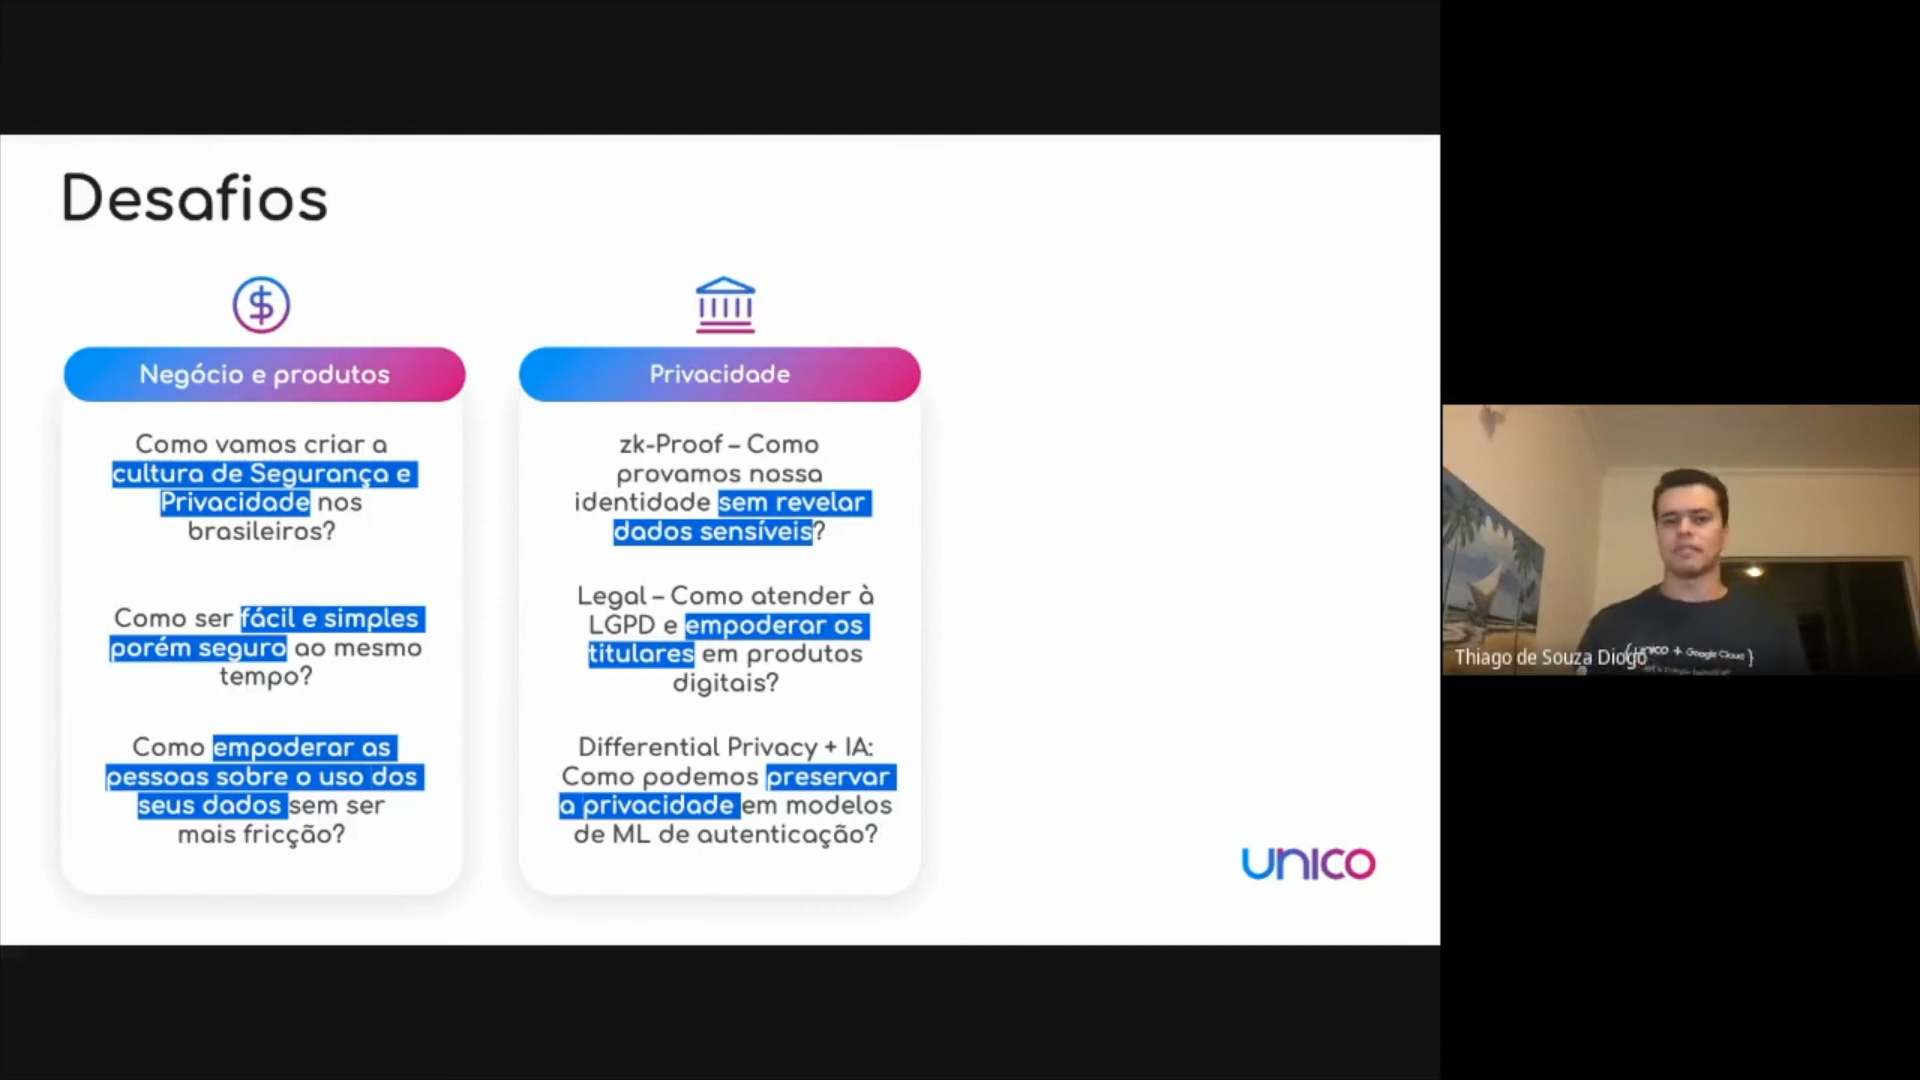 Desafios
Negócio e produtos
Como vamos criar a
cultura de Segurança e
Privacidade nos
brasileiros?
Como ser fácil e simples
porém seguro ao mesmo
tempo?
Como empoderar as
pessoas sobre o uso dos
seus dados sem ser
mais fricção?
Privacidade
zk-Proof – Como
provamos nossa
identidade sem revelar
dados sensíveis?
Legal – Como atender à
LGPD e empoderar os
titulares em produtos
digitais?
Differential Privacy + IA:
Como podemos preservar
a privacidade em modelos
de ML de autenticação?
unico
{unico + Google Cloud}
Thiago de Souza Diogo